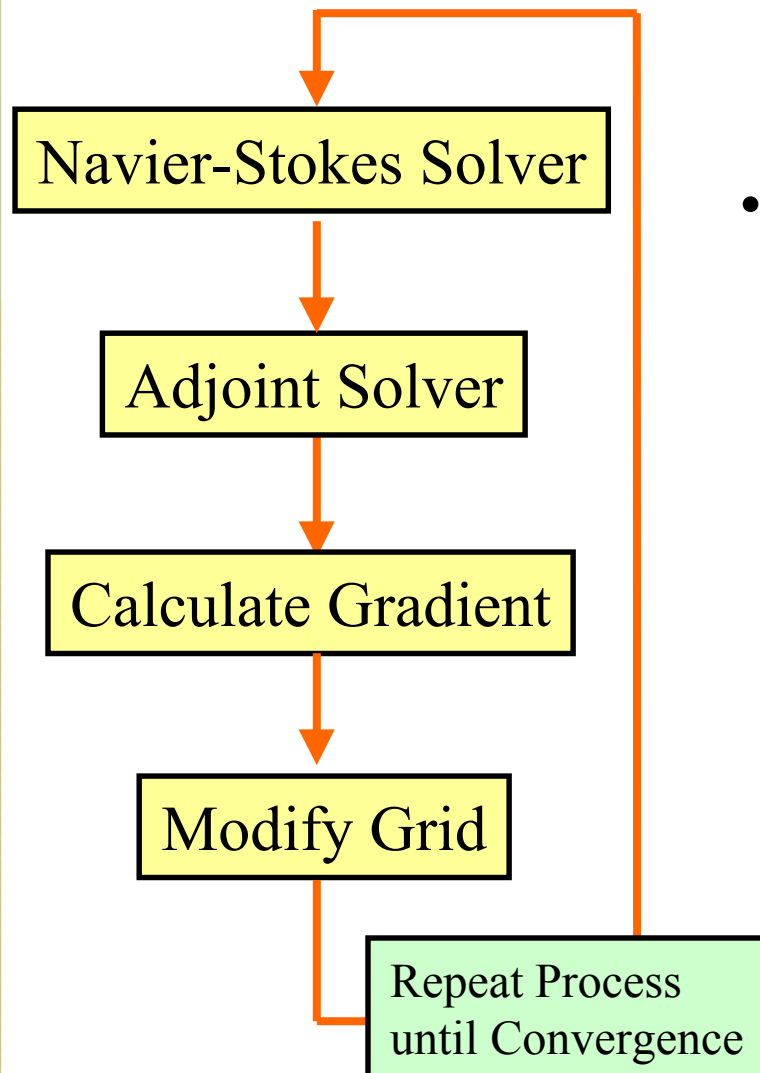 Navier-Stokes Solver
•
Adjoint Solver
Calculate Gradient
Modify Grid
Repeat Process
until Convergence